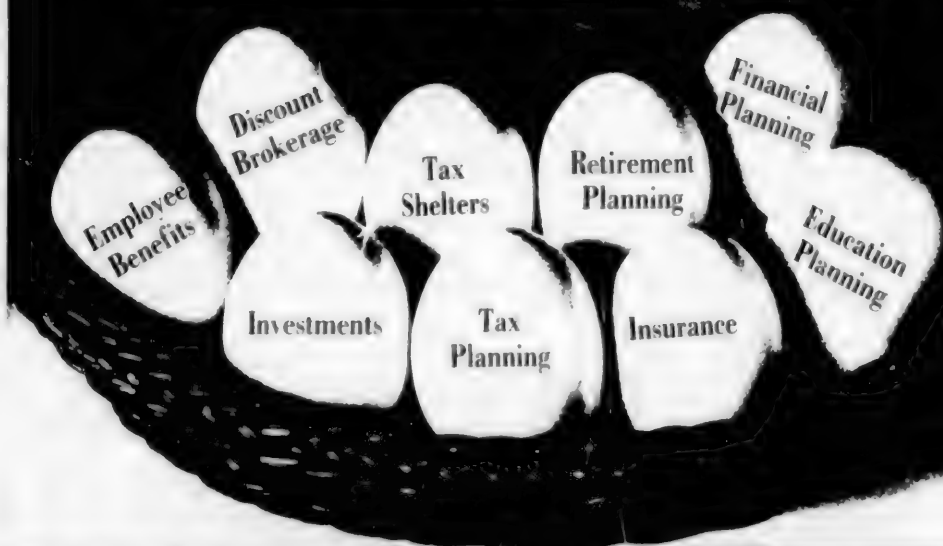 Employee
Benefits
Discount
Brokerage
Tax
Shelters
Retirement
Planning
Financial
Planning
Education
Planning
Investments
Tax
Planning
Insurance